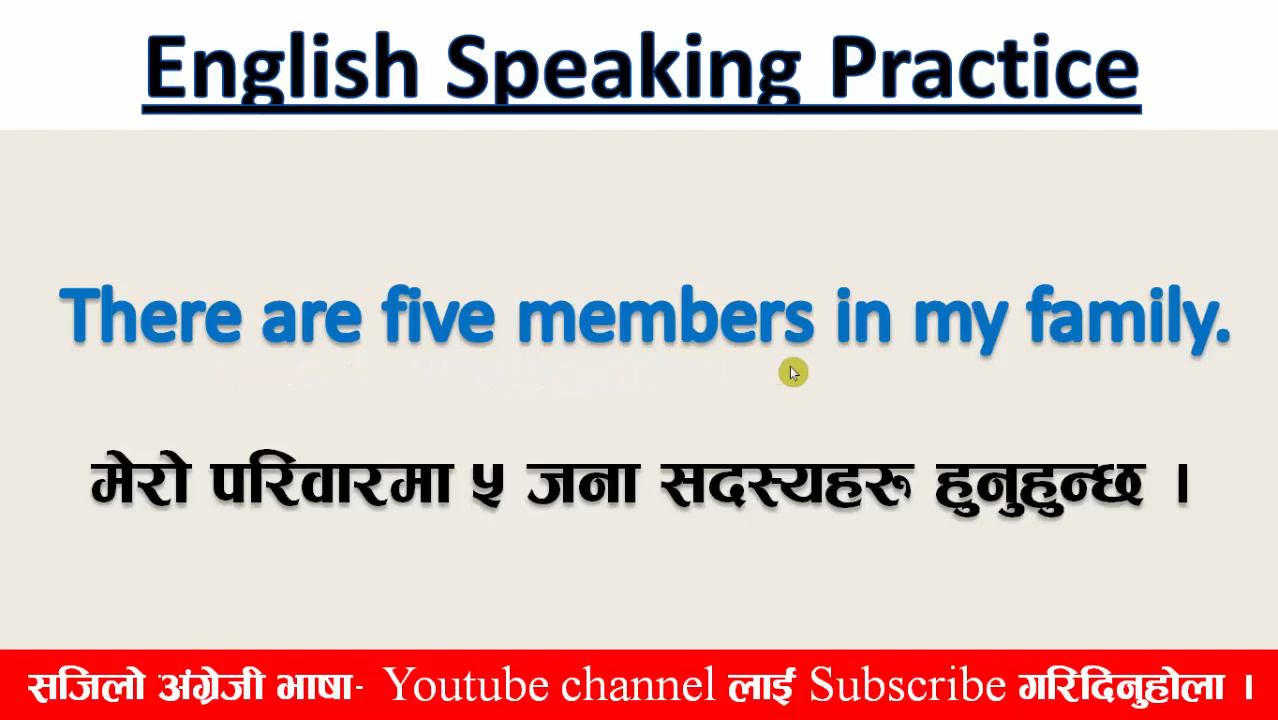 English Speaking Practice
There are five members in my family.
मेरो परिवारमा ५ जना सदस्यहरू हुनुहुन्छ ।
सजिलो अंग्रेजी भाषा- Youtube channel लाई Subscribe गरिदिनुहोला ।